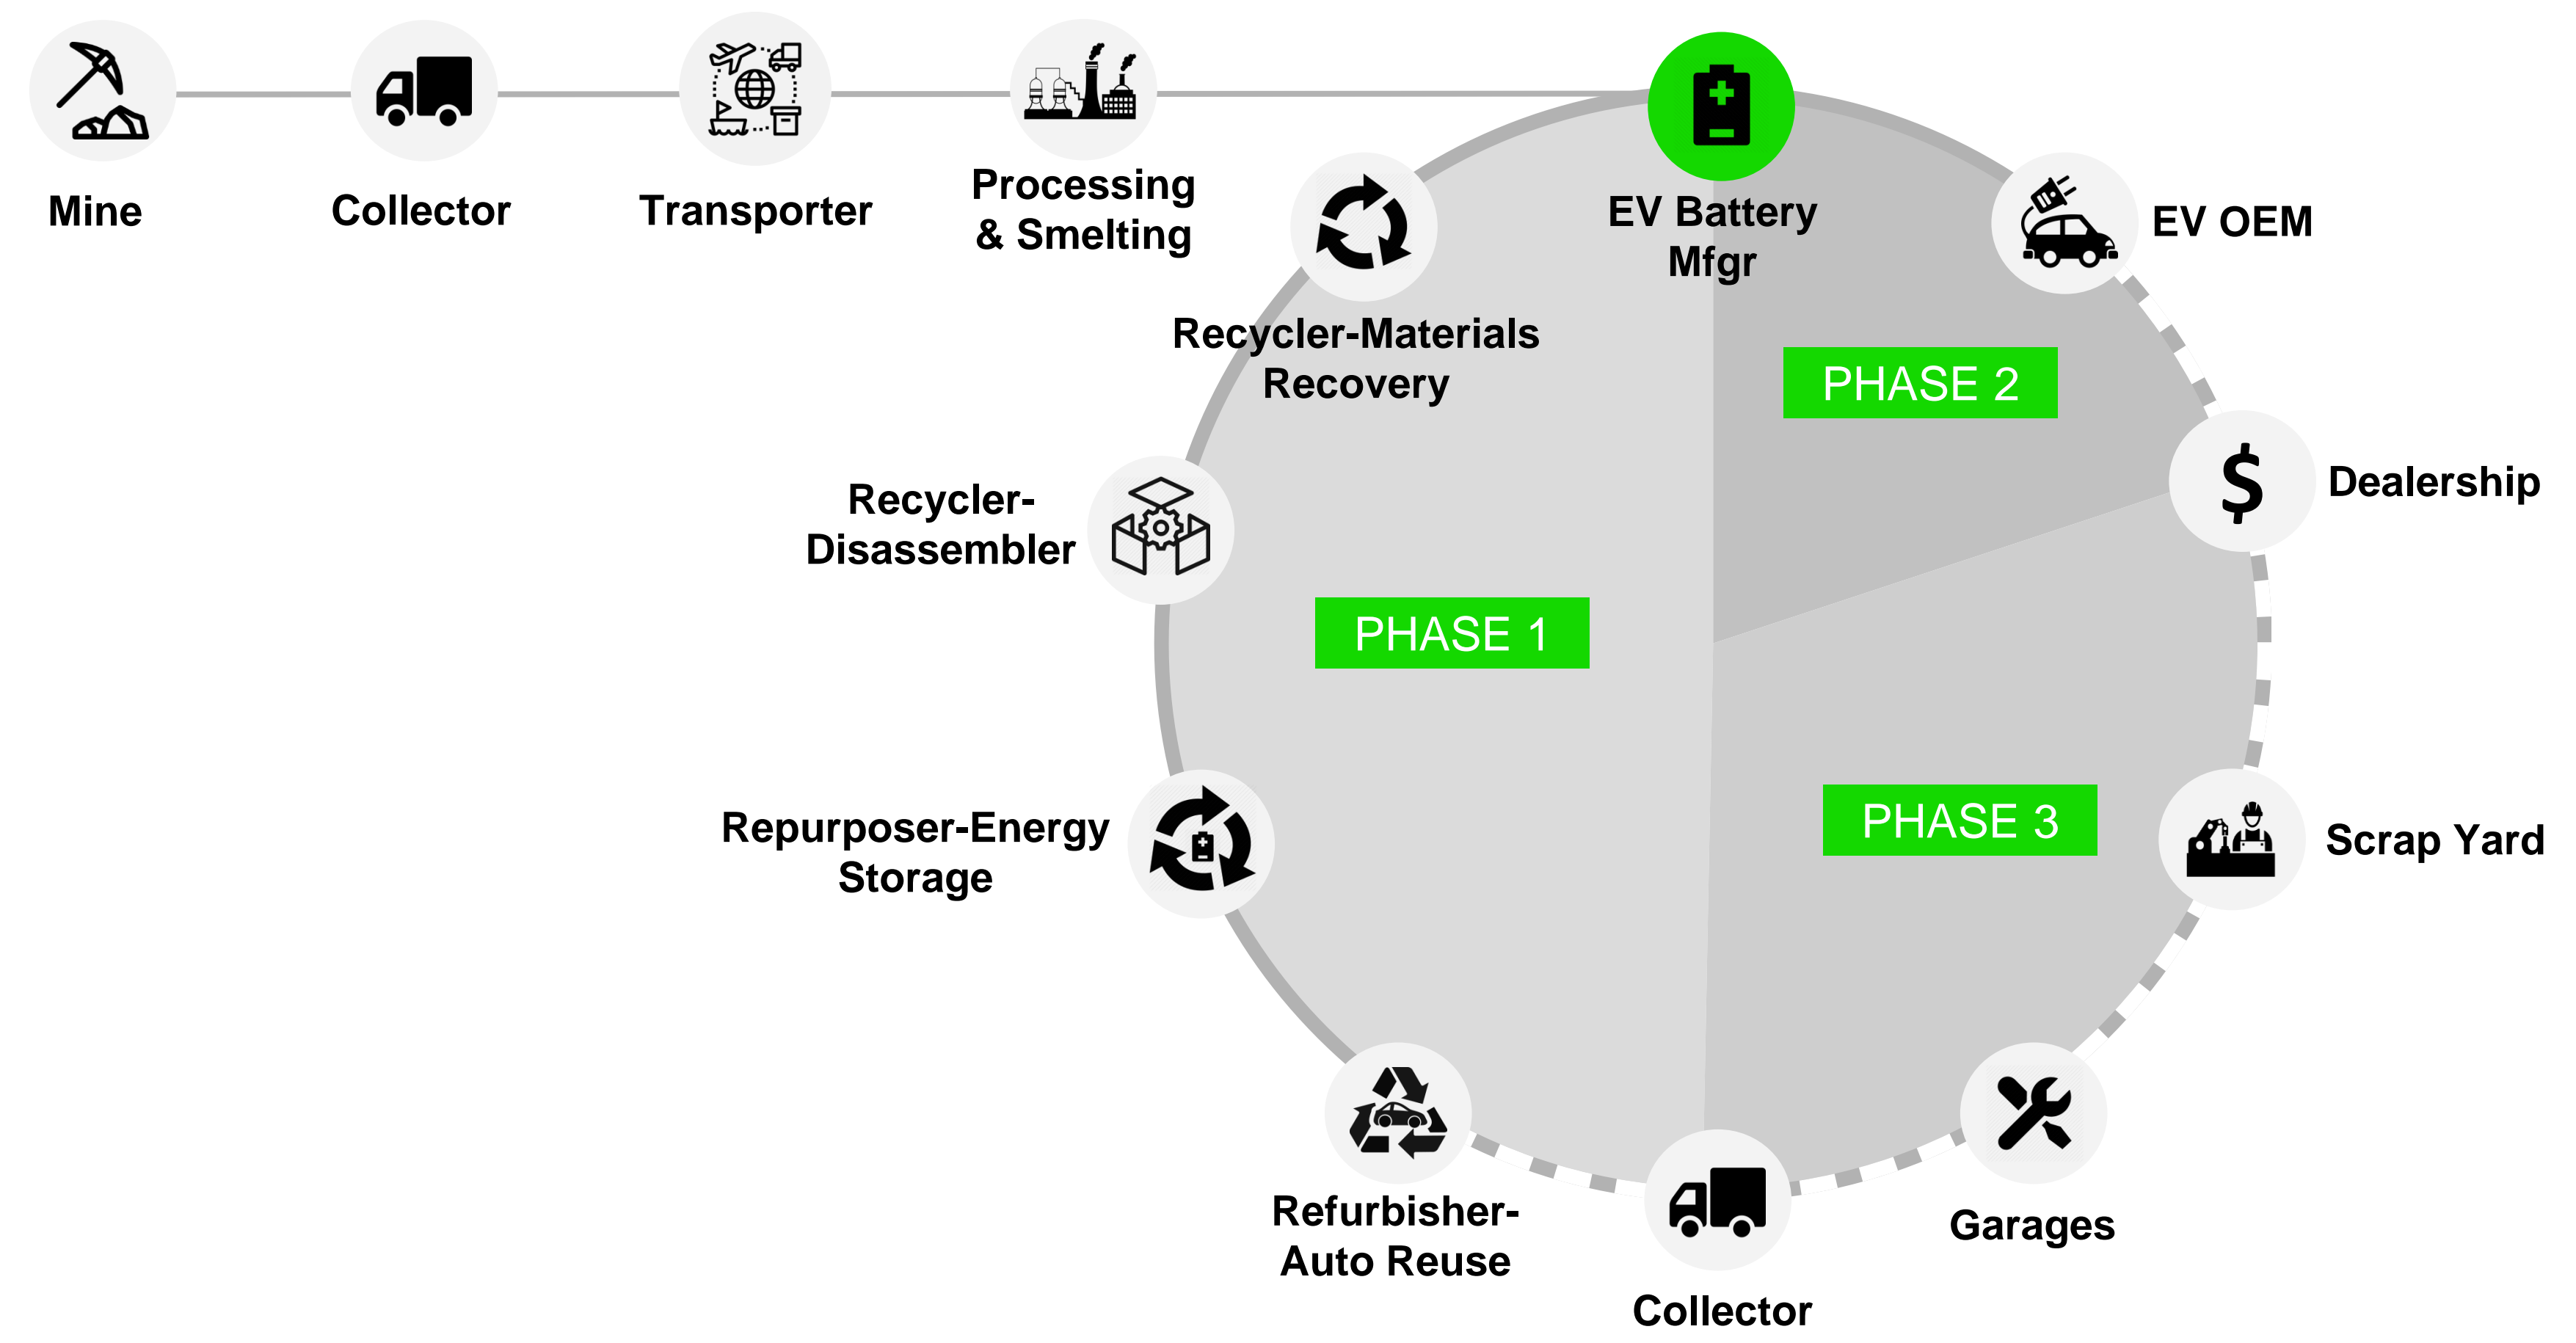 Mine
Collector
Transporter
Processing
& Smelting
EV Battery
Mfgr
EV OEM
Recycler-Materials
Recovery
PHASE 2
Dealership
Recycler-
Disassembler
PHASE 1
Repurposer-Energy
Storage
PHASE 3
Scrap Yard
Refurbisher-
Auto Reuse
Garages
Collector
$